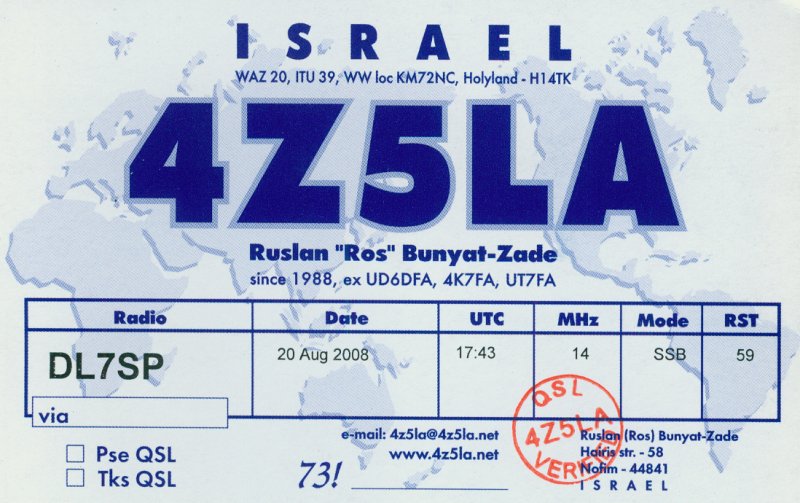 ISRAEL
WAZ 20, ITU 39, WW loc KM72NC, Holyland - H14TK
4Z5LA
Ruslan "Ros" Bunyat-Zade
since 1988, ex UD6DFA, 4K7FA, UT7FA
Radio Date UTC MHz Mode RST
DL7SP 20 Aug 2008 17:43 14 SSB 59
via
Pse QSL
Tks QSL
73!
e-mail: 4z5la@4z5la.net
www.4z5la.net
QSL
4Z5LA
VERIFIED
Ruslan (Ros) Bunyat-Zade
Hairis str. - 58
Nofim - 44841
ISRAEL